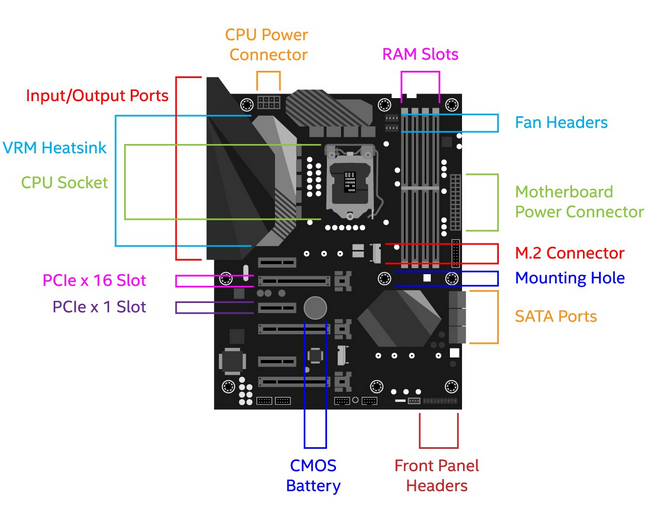 CPU Power
Connector
RAM Slots
Input/Output Ports
Fan Headers
VRM Heatsink
CPU Socket
Motherboard
Power Connector
M.2 Connector
PCIe x 16 Slot
Mounting Hole
PCIe x 1 Slot
SATA Ports
CMOS
Battery
Front Panel
Headers